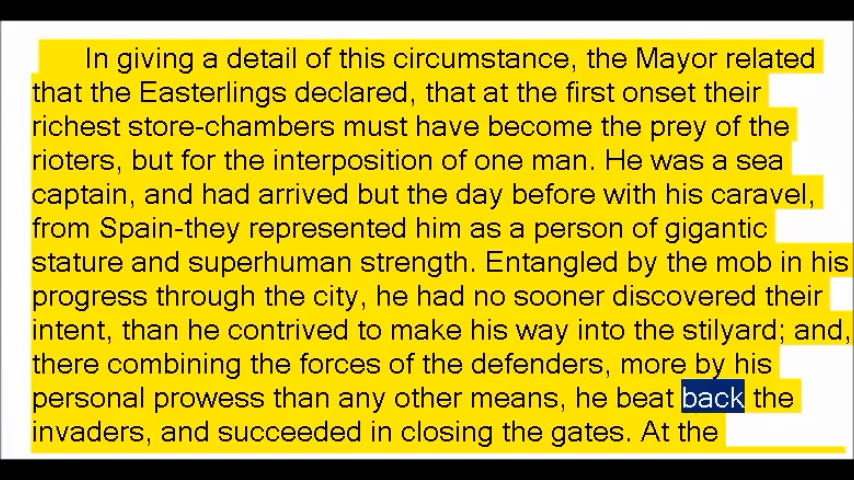 In giving a detail of this circumstance, the Mayor related
that the Easterlings declared, that at the first onset their
richest store-chambers must have become the prey of the
rioters, but for the interposition of one man. He was a sea
captain, and had arrived but the day before with his caravel,
from Spain-they represented him as a person of gigantic
stature and superhuman strength. Entangled by the mob in his
progress through the city, he had no sooner discovered their
intent, than he contrived to make his way into the stilyard; and,
there combining the forces of the defenders, more by his
personal prowess than any other means, he beat back the
invaders, and succeeded in closing the gates. At the